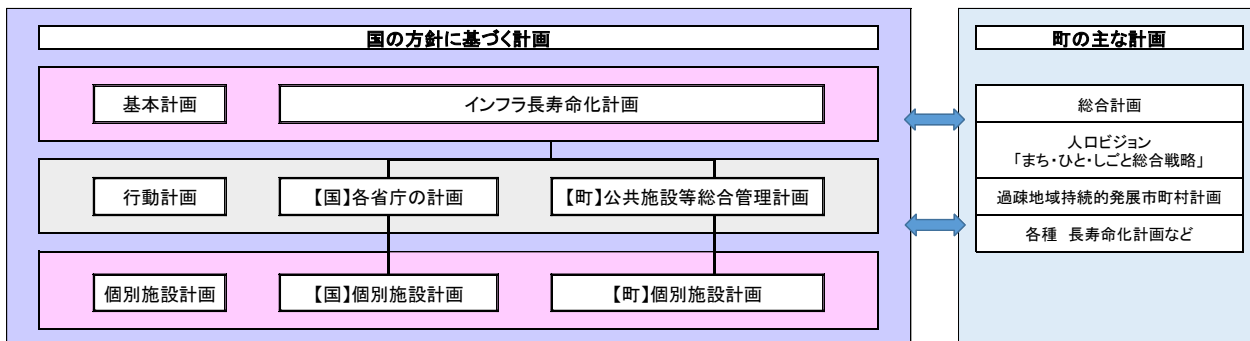 国の方針に基づく計画
基本計画
インフラ長寿命化計画
行動計画
【国】各省庁の計画
【町】公共施設等総合管理計画
個別施設計画
【国】個別施設計画
【町】個別施設計画
町の主な計画
総合計画
人口ビジョン
「まち・ひと・しごと総合戦略」
過疎地域持続的発展市町村計画
各種　長寿命化計画など